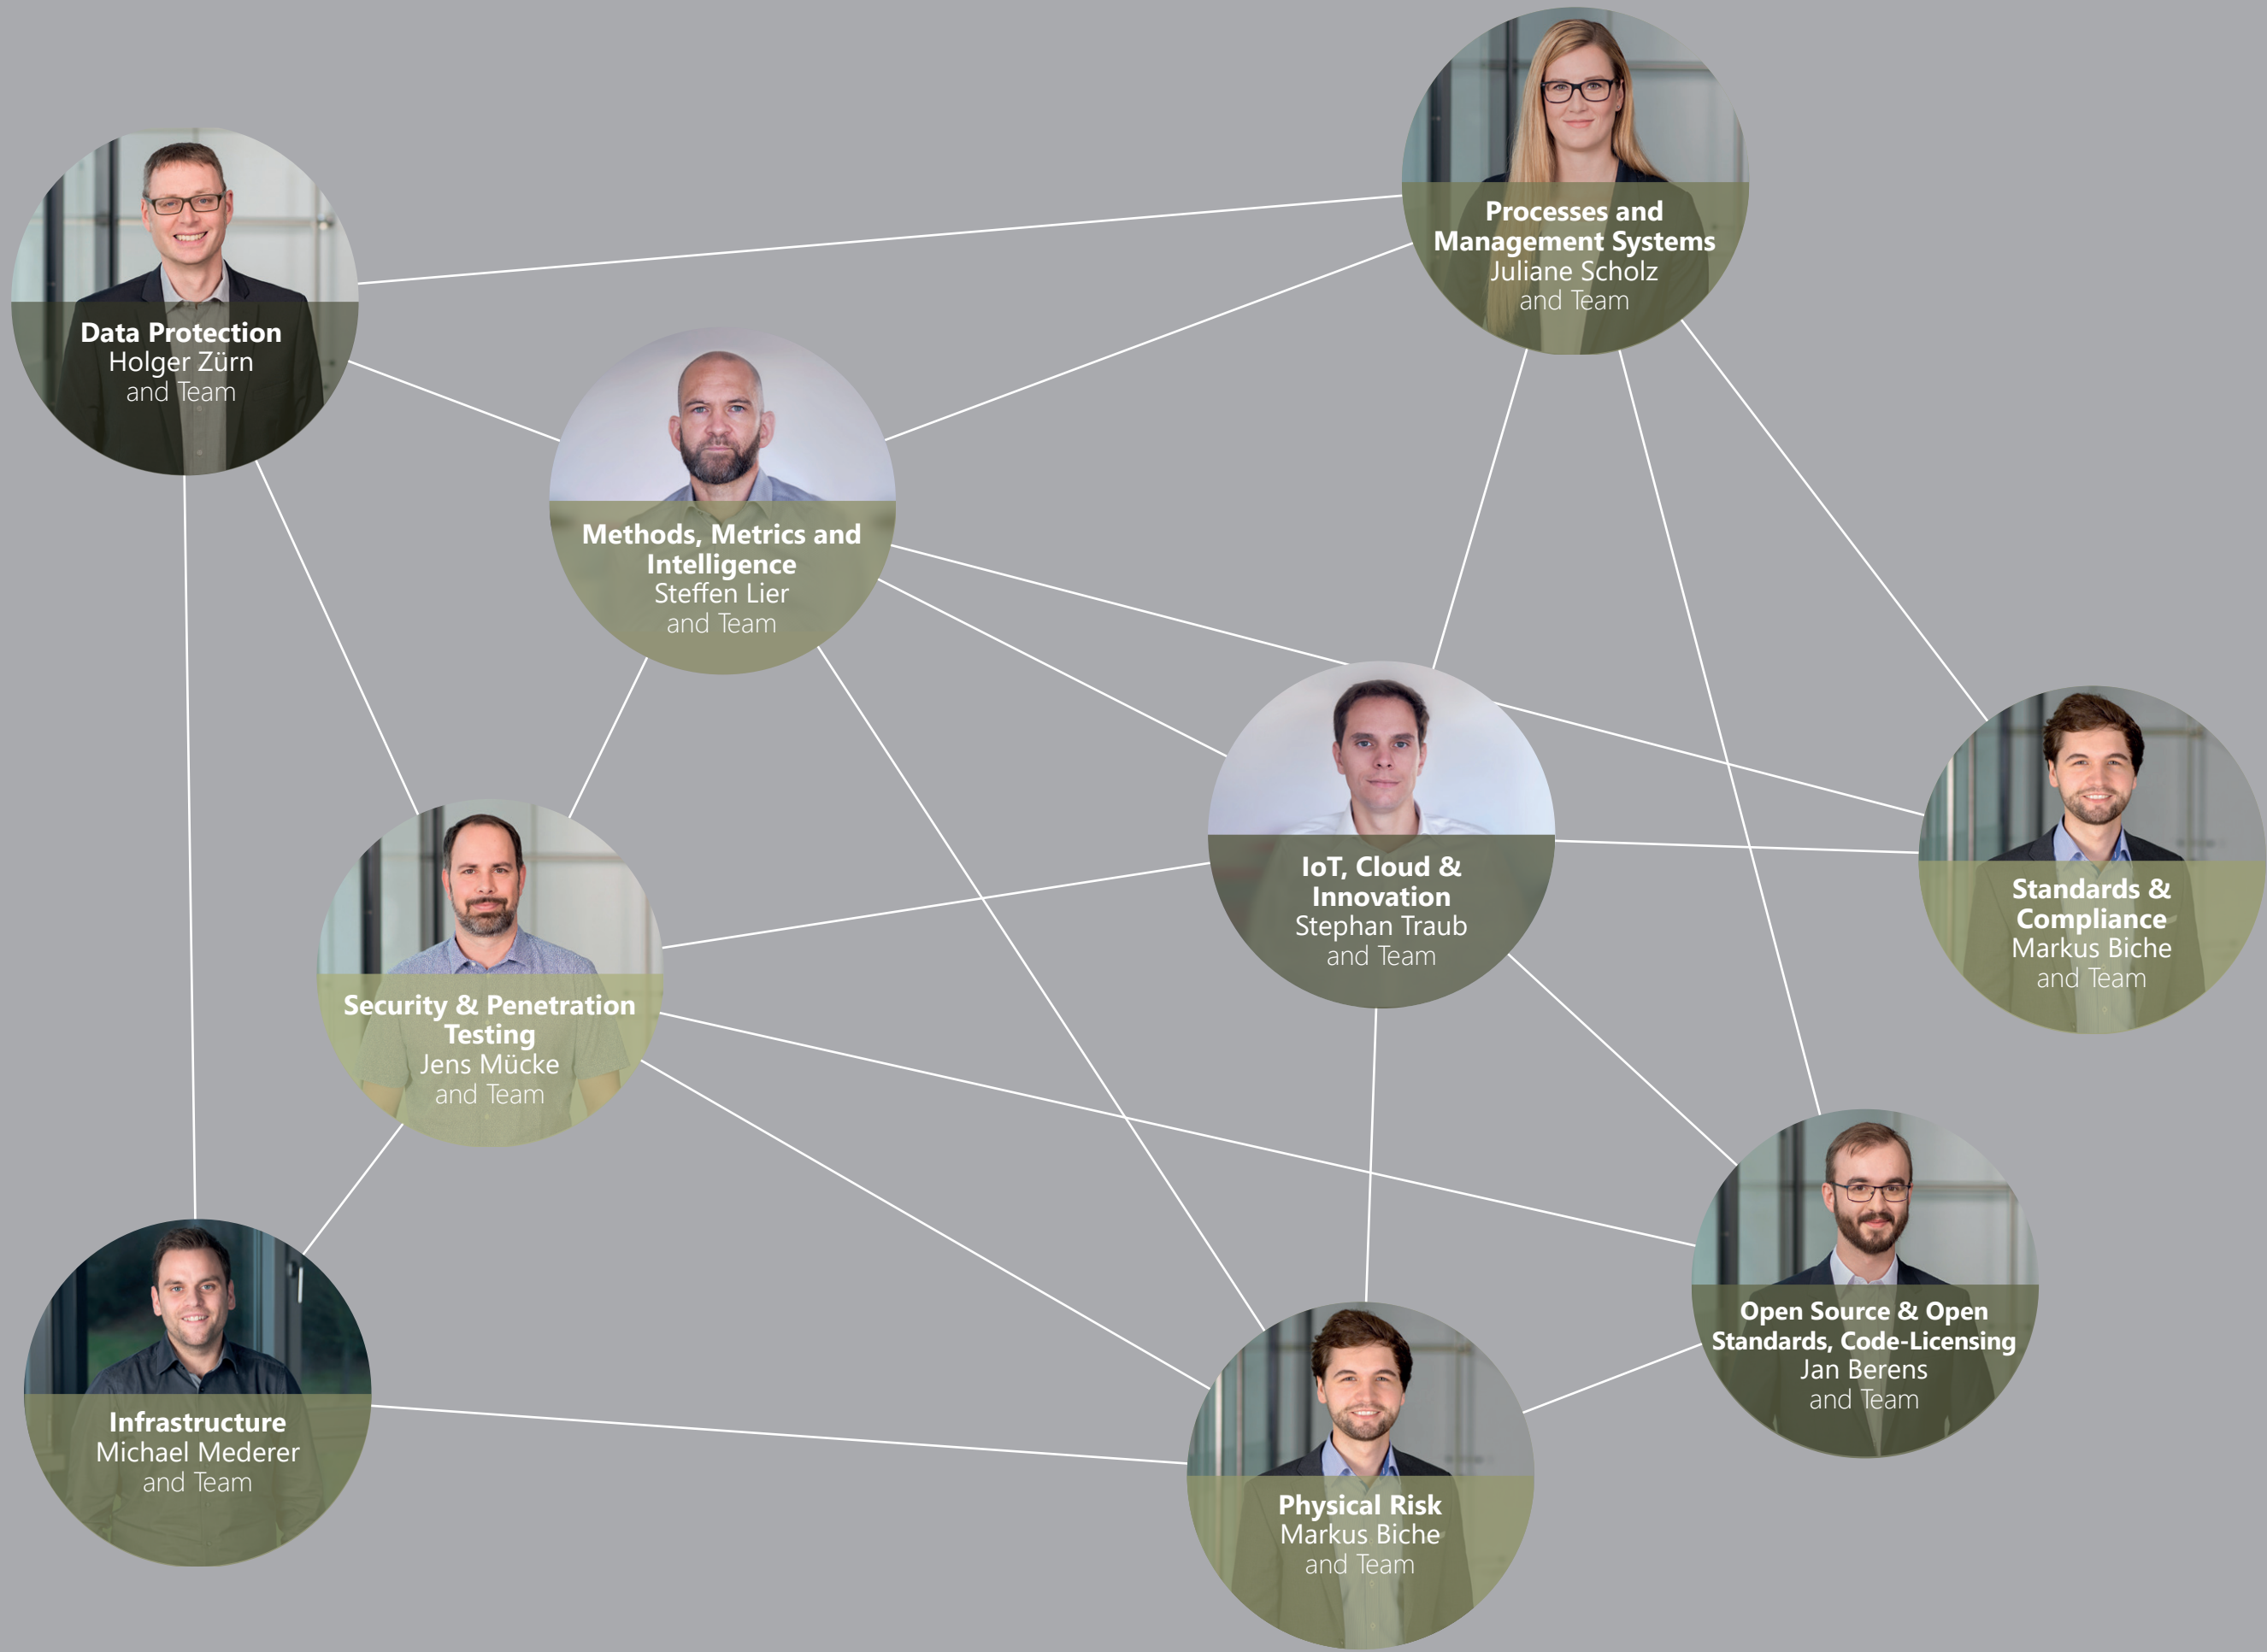 Processes and
Management Systems
Juliane Scholz
and Team
Data Protection
Holger Zürn
and Team
Methods, Metrics and
Intelligence
Steffen Lier
and Team
IoT, Cloud &
Innovation
Stephan Traub
and Team
Standards &
Compliance
Markus Biche
and Team
Security & Penetration
Testing
Jens Mücke
and Team
Open Source & Open
Standards, Code-Licensing
Jan Berens
and Team
Infrastructure
Michael Mederer
and Team
Physical Risk
Markus Biche
and Team